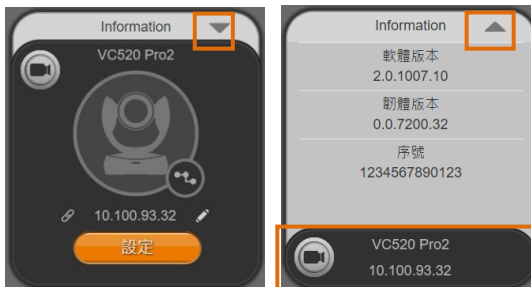 Information
VC520 Pro2
10.100.93.32
設定
Information
軟體版本
2.0.1007.10
韌體版本
0.0.7200.32
序號
1234567890123
VC520 Pro2
10.100.93.32